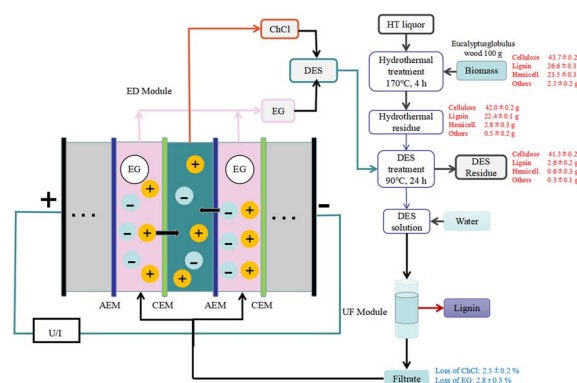 ChCl
HT liquor
Eucalyptusglobulus
wood 100 g
Cellulose 43.7±0.2
Lignin 26.6±0.3
Hemicell. 23.5±0.3
Others 2.5±0.2 g
DES
Hydrothermal
treatment
170°C, 4 h
Biomass
ED Module
EG
Hydrothermal
residue
Cellulose 42.0±0.2 g
Lignin 22.4±0.1 g
Hemicell. 2.8±0.3 g
Others 0.5±0.2 g
EG
EG
DES
treatment
90°C, 24 h
DES
Residue
Cellulose 41.3±0.2
Lignin 2.6±0.2 g
Hemicell. 0.6±0.3 g
Others 0.3±0.1 g
+
−
...
...
+
+
+
+
+
+
+
+
+
+
−
−
−
−
−
−
−
−
−
DES
solution
Water
AEM
CEM
AEM
CEM
UF Module
U/I
Lignin
Filtrate
Loss of ChCl: 2.5±0.2 %
Loss of EG: 2.8±0.3 %